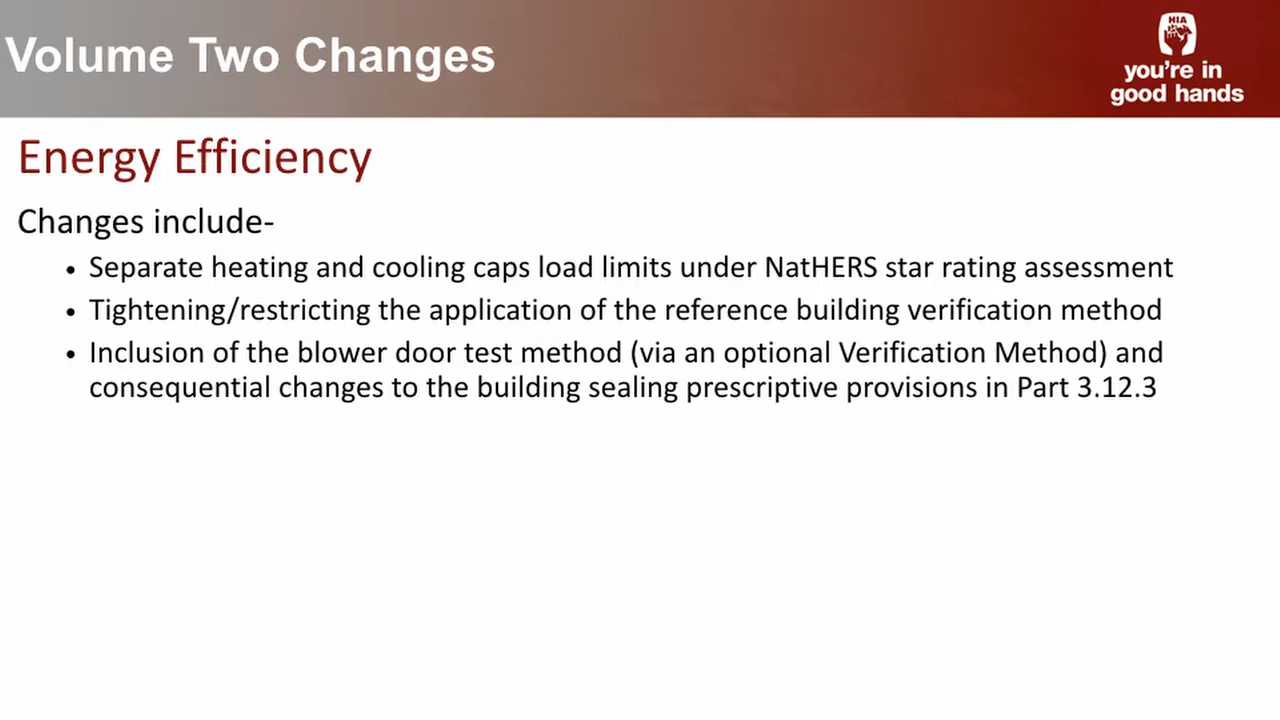 Volume Two Changes
HIA
you're in
good hands
Energy Efficiency
Changes include-
• Separate heating and cooling caps load limits under NatHERS star rating assessment
• Tightening/restricting the application of the reference building verification method
• Inclusion of the blower door test method (via an optional Verification Method) and
consequential changes to the building sealing prescriptive provisions in Part 3.12.3